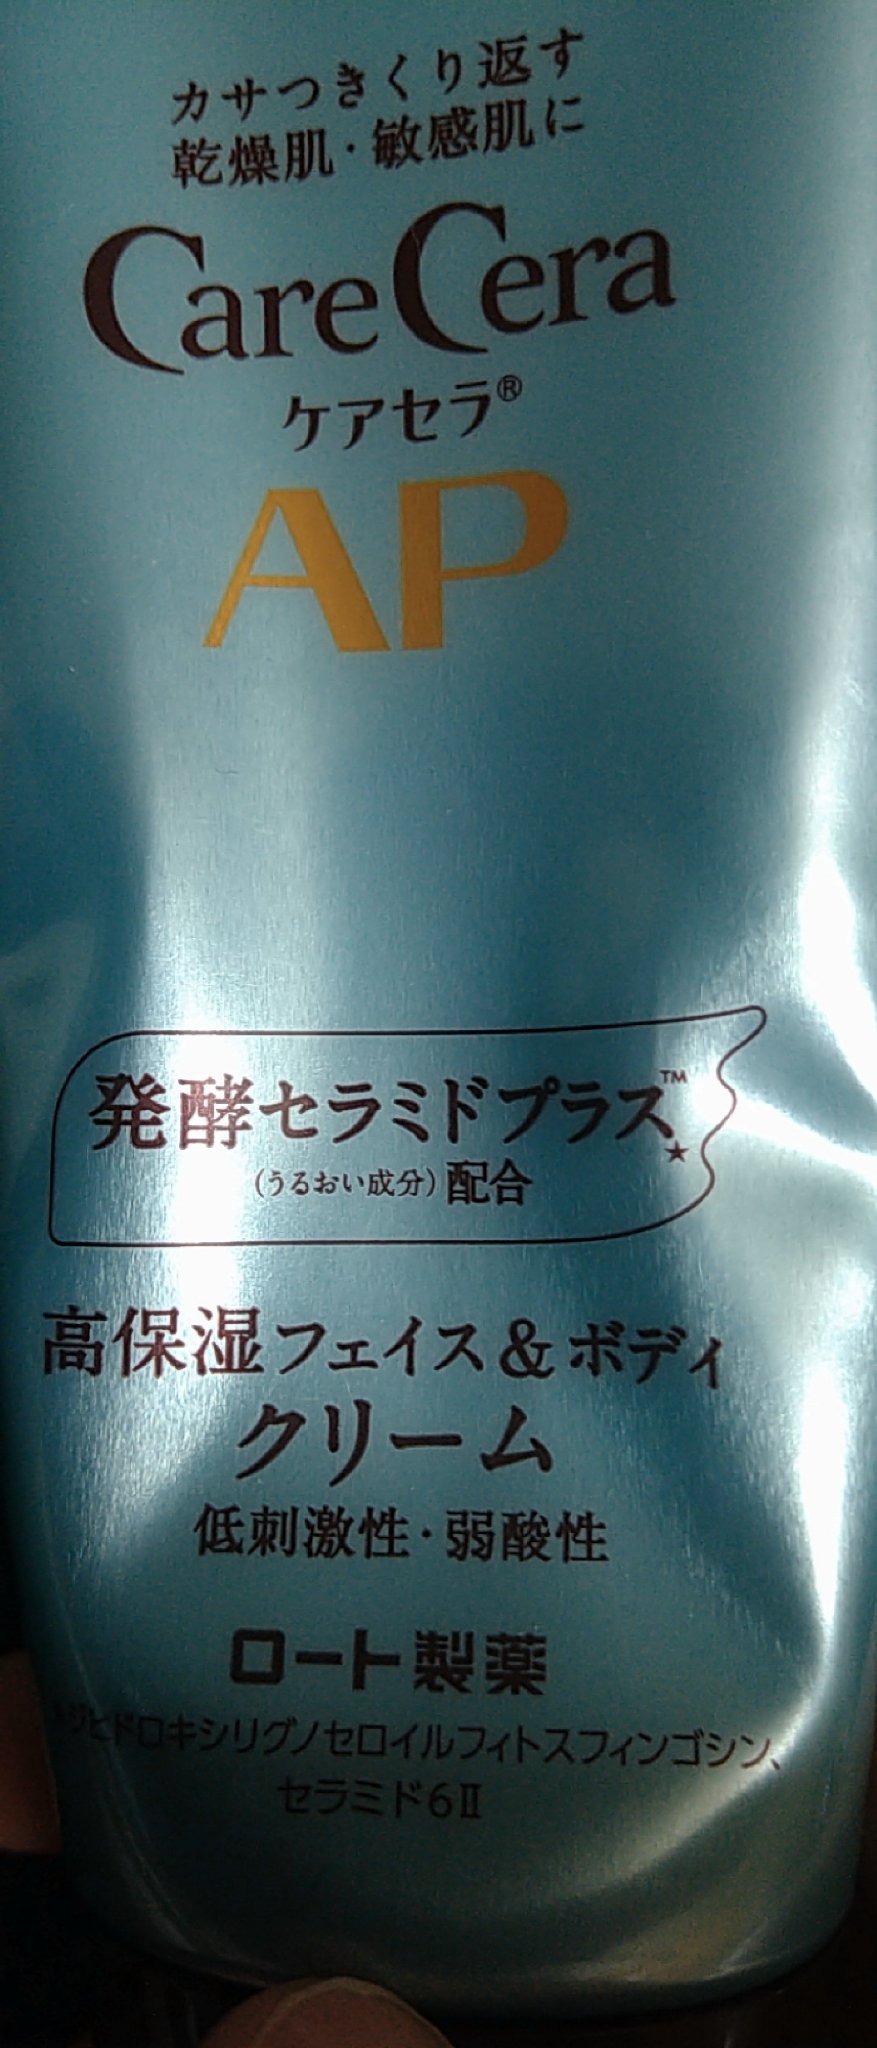 カサつきくり返す
乾燥肌・敏感肌に
CareCera
ケアセラ®
AP
発酵セラミドプラス™★
(うるおい成分)配合
高保湿フェイス&ボディ
クリーム
低刺激性・弱酸性
ロート製薬
★ジヒドロキシリグノセロイルフィトスフィンゴシン、
セラミド6Ⅱ